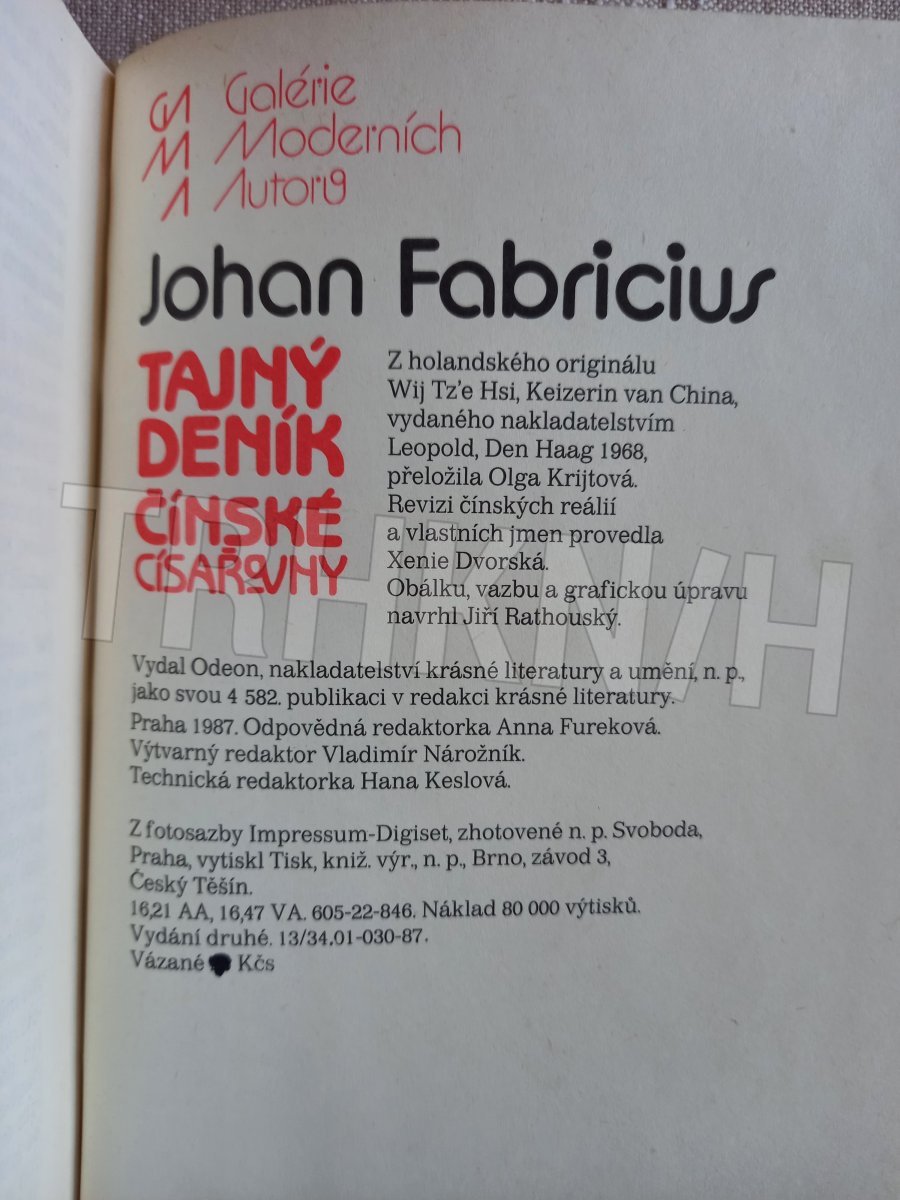 GMA
Galérie
Moderních
Autorů
Johan Fabricius
TAJNÝ
DENÍK
ČÍNSKÉ
CÍSAŘOVNY
Z holandského originálu
Wij Tz’e Hsi, Keizerin van China,
vydaného nakladatelstvím
Leopold, Den Haag 1968,
přeložila Olga Krijtová.
Revizi čínských reálií
a vlastních jmen provedla
Xenie Dvorská.
Obálku, vazbu a grafickou úpravu
navrhl Jiří Rathouský.
Vydal Odeon, nakladatelství krásné literatury a umění, n. p.,
jako svou 4 582. publikaci v redakci krásné literatury.
Praha 1987. Odpovědná redaktorka Anna Fureková.
Výtvarný redaktor Vladimír Nárožník.
Technická redaktorka Hana Keslová.
Z fotosazby Impressum-Digiset, zhotovené n. p. Svoboda,
Praha, vytiskl Tisk, kniž. výr., n. p., Brno, závod 3,
Český Těšín.
16,21 AA, 16,47 VA. 605-22-846. Náklad 80 000 výtisků.
Vydání druhé. 13/34.01-030-87.
Vázané Kčs
TRHKNIH